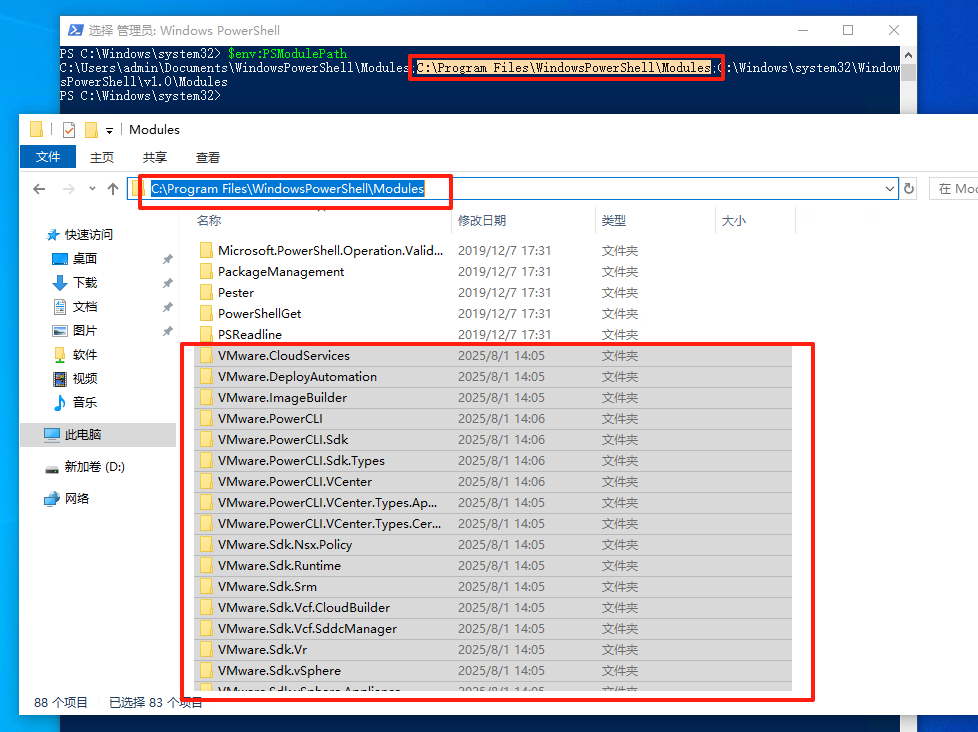 选择 管理员: Windows PowerShell
PS C:\Windows\system32> $env:PSModulePath
C:\Users\admin\Documents\WindowsPowerShell\Modules;C:\Program Files\WindowsPowerShell\Modules;C:\Windows\system32\Window
sPowerShell\v1.0\Modules
PS C:\Windows\system32>
Modules
文件 主页 共享 查看
C:\Program Files\WindowsPowerShell\Modules 在 Mod
名称 修改日期 类型 大小
快速访问
桌面
下载
文档
图片
软件
视频
音乐
此电脑
新加卷 (D:)
网络
Microsoft.PowerShell.Operation.Valid... 2019/12/7 17:31 文件夹
PackageManagement 2019/12/7 17:31 文件夹
Pester 2019/12/7 17:31 文件夹
PowerShellGet 2019/12/7 17:31 文件夹
PSReadline 2019/12/7 17:31 文件夹
VMware.CloudServices 2025/8/1 14:05 文件夹
VMware.DeployAutomation 2025/8/1 14:05 文件夹
VMware.ImageBuilder 2025/8/1 14:05 文件夹
VMware.PowerCLI 2025/8/1 14:06 文件夹
VMware.PowerCLI.Sdk 2025/8/1 14:06 文件夹
VMware.PowerCLI.Sdk.Types 2025/8/1 14:06 文件夹
VMware.PowerCLI.VCenter 2025/8/1 14:06 文件夹
VMware.PowerCLI.VCenter.Types.Ap... 2025/8/1 14:05 文件夹
VMware.PowerCLI.VCenter.Types.Cer... 2025/8/1 14:05 文件夹
VMware.Sdk.Nsx.Policy 2025/8/1 14:05 文件夹
VMware.Sdk.Runtime 2025/8/1 14:05 文件夹
VMware.Sdk.Srm 2025/8/1 14:05 文件夹
VMware.Sdk.Vcf.CloudBuilder 2025/8/1 14:05 文件夹
VMware.Sdk.Vcf.SddcManager 2025/8/1 14:05 文件夹
VMware.Sdk.Vr 2025/8/1 14:05 文件夹
VMware.Sdk.vSphere 2025/8/1 14:05 文件夹
VMware.Sdk.vSphere.Appliance 2025/8/1 14:05 文件夹
88 个项目 已选择 83 个项目